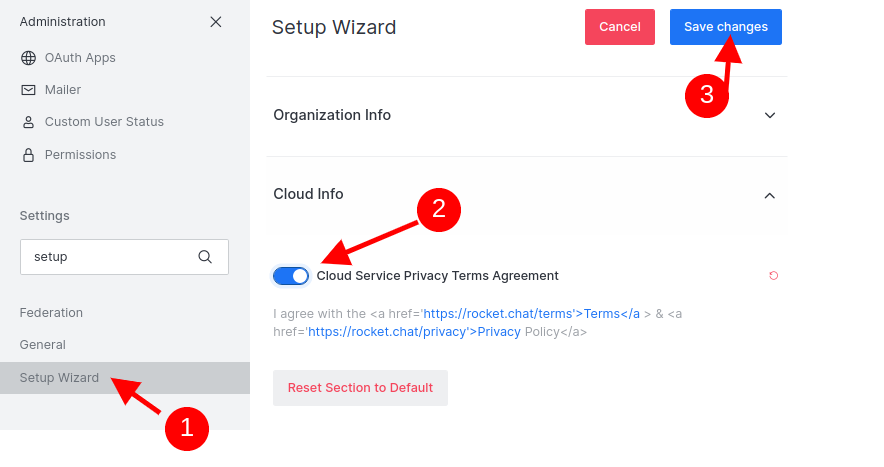 Administration
OAuth Apps
Mailer
Custom User Status
Permissions
Settings
setup
Federation
General
Setup Wizard
1
Setup Wizard
Cancel
Save changes
3
Organization Info
Cloud Info
2
Cloud Service Privacy Terms Agreement
I agree with the <a href='https://rocket.chat/terms'>Terms</a > & <a
href='https://rocket.chat/privacy'>Privacy Policy</a>
Reset Section to Default